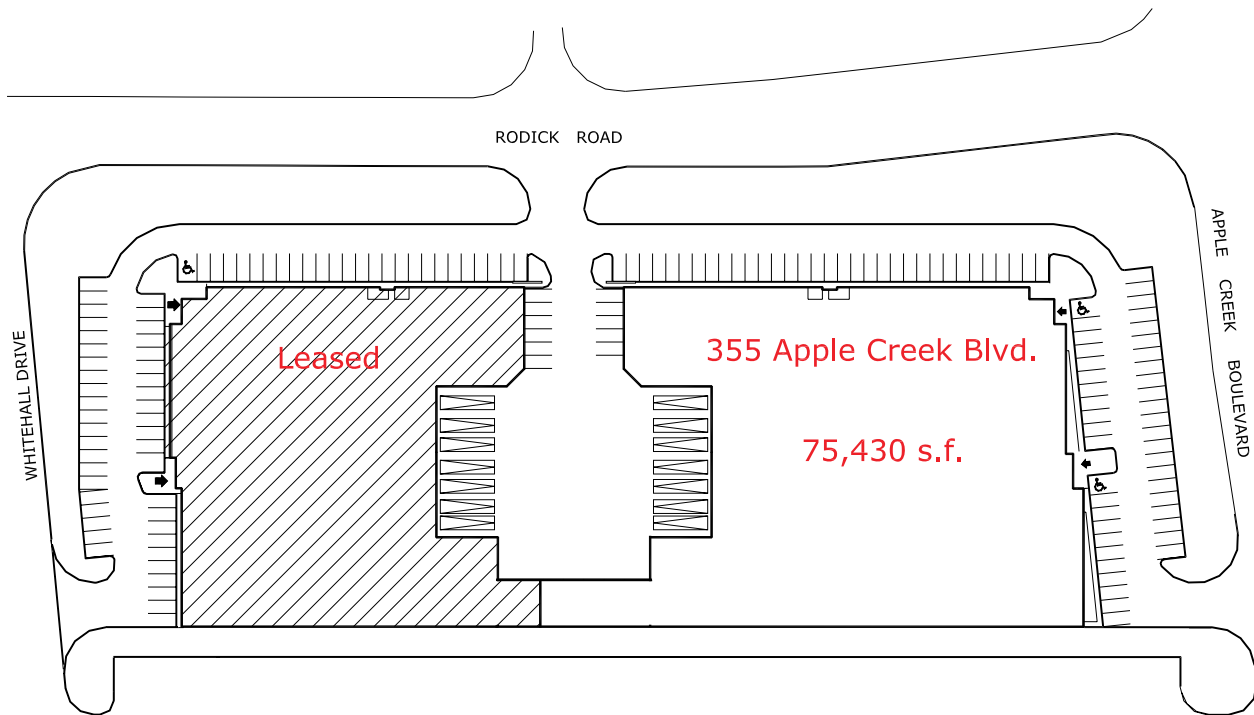 RODICK ROAD
APPLE CREEK BOULEVARD
WHITEHALL DRIVE
Leased
355 Apple Creek Blvd.
75,430 s.f.